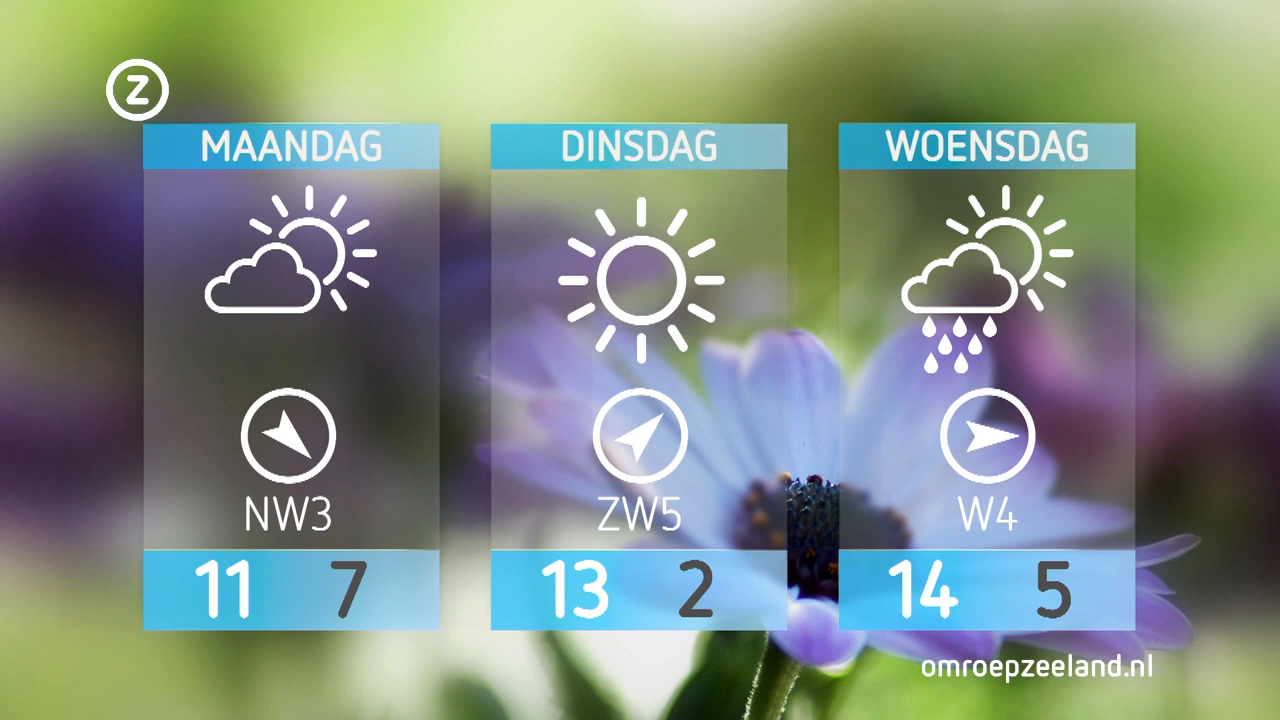 Z
MAANDAG
NW3
11 7
DINSDAG
ZW5
13 2
WOENSDAG
W4
14 5
omroepzeeland.nl